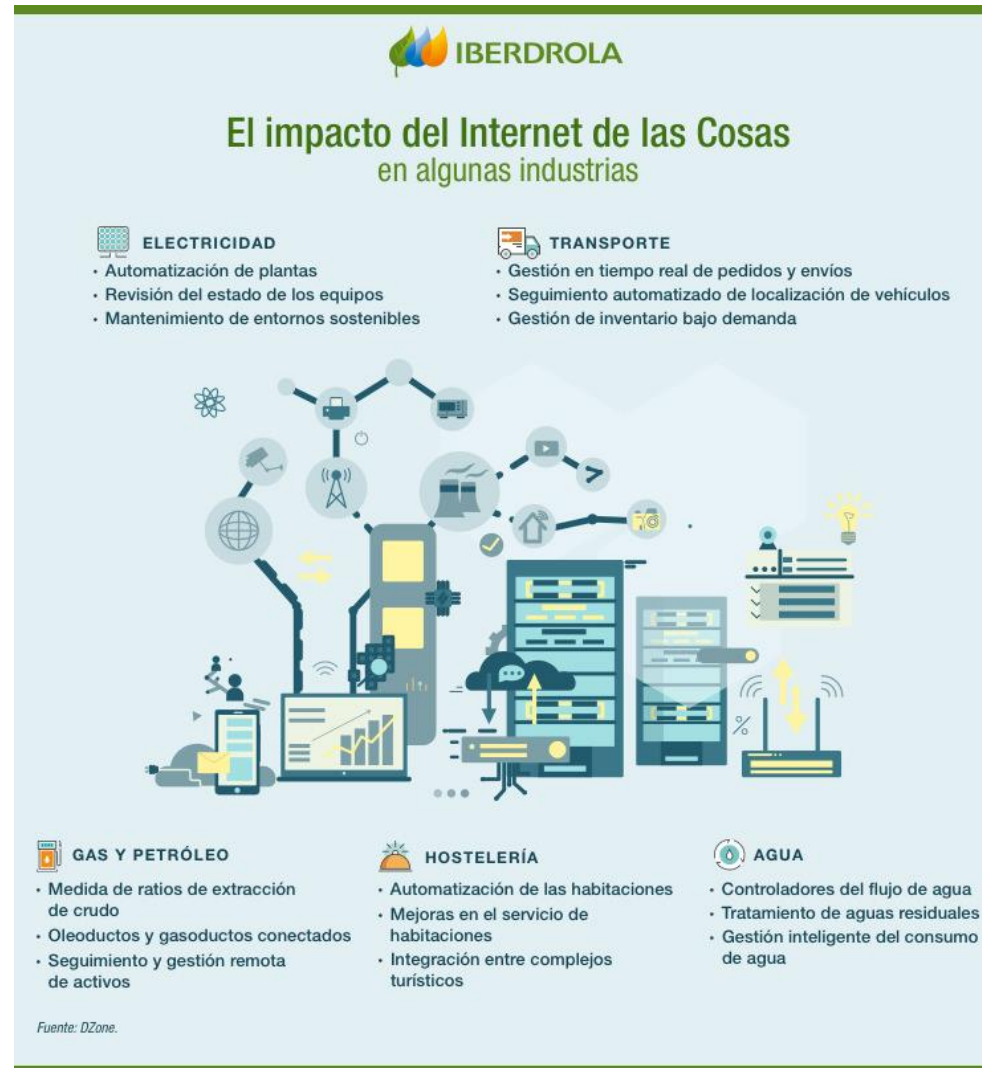 IBERDROLA
El impacto del Internet de las Cosas
en algunas industrias
ELECTRICIDAD
· Automatización de plantas
· Revisión del estado de los equipos
· Mantenimiento de entornos sostenibles
TRANSPORTE
· Gestión en tiempo real de pedidos y envíos
· Seguimiento automatizado de localización de vehículos
· Gestión de inventario bajo demanda
%
GAS Y PETRÓLEO
· Medida de ratios de extracción
de crudo
· Oleoductos y gasoductos conectados
· Seguimiento y gestión remota
de activos
HOSTELERÍA
· Automatización de las habitaciones
· Mejoras en el servicio de
habitaciones
· Integración entre complejos
turísticos
AGUA
· Controladores del flujo de agua
· Tratamiento de aguas residuales
· Gestión inteligente del consumo
de agua
Fuente: DZone.